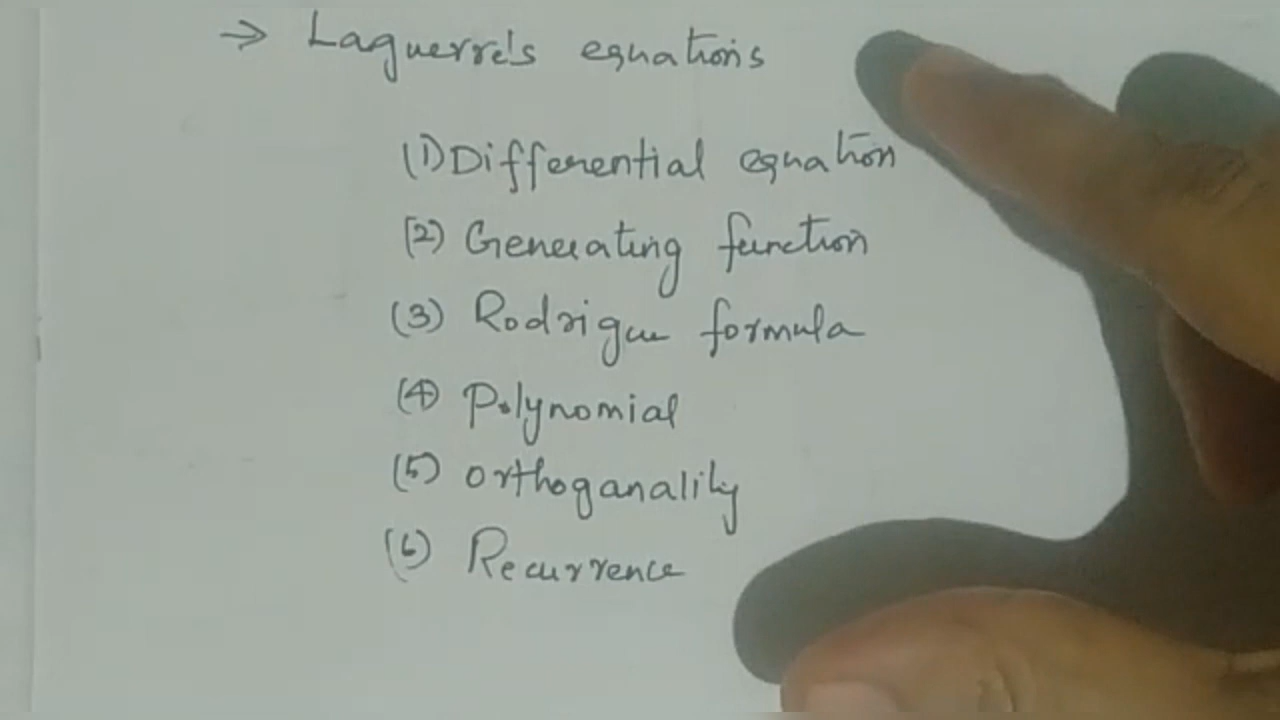 → Laguerre's equations
(1) Differential equation
(2) Generating function
(3) Rodrigue formula
(4) Polynomial
(5) Orthoganality
(6) Recurrence